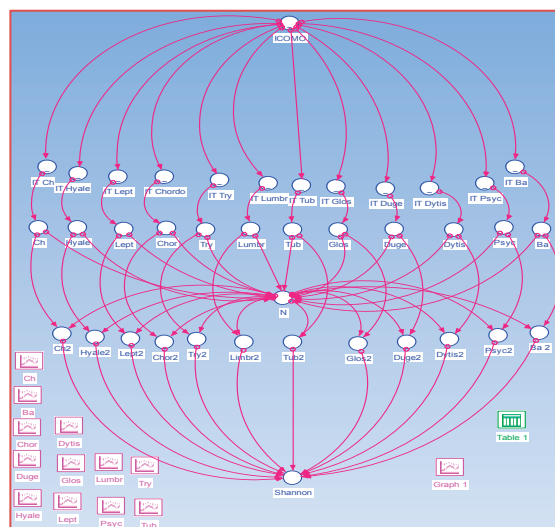 ICOMO
IT Ch
IT Hyale
IT Lept
IT Chordo
IT Try
IT Lumbr
IT Tub
IT Glos
IT Duge
IT Dytis
IT Psyc
IT Ba
Ch
Hyale
Lept
Chor
Try
Lumbr
Tub
Glos
Duge
Dytis
Psyc
Ba
N
Ch2
Hyale2
Lept2
Chor2
Try2
Lmbr2
Tub2
Glos2
Duge2
Dytis2
Psyc2
Ba 2
Ch
Ba
Chor
Dytis
Table 1
Duge
Glos
Lumbr
Try
Graph 1
Shannon
Hyale
Lept
Psyc
Tub